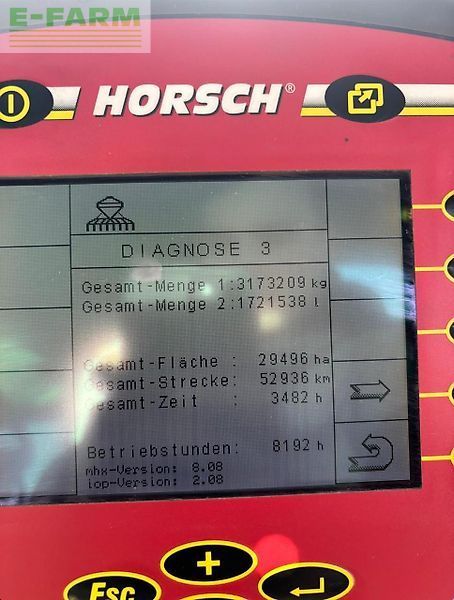 E-FARM
HORSCH®
DIAGNOSE 3
Gesamt-Menge 1:3173209 kg
Gesamt-Menge 2:1721538 l
Gesamt-Fläche : 29496 ha
Gesamt-Strecke: 52936 km
Gesamt-Zeit : 3482 h
Betriebstunden: 8192 h
mhx-Version: 8.08
iop-Version: 2.08
+
Esc